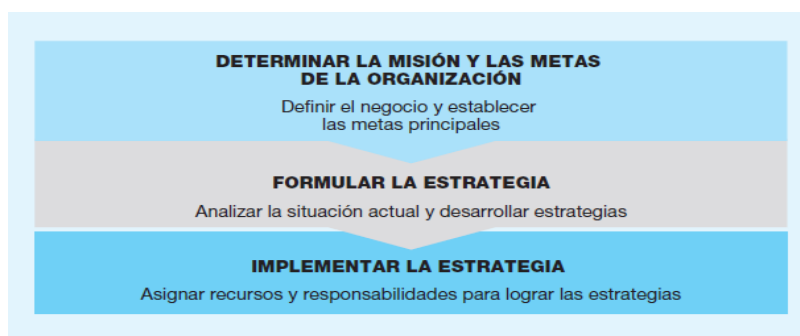 DETERMINAR LA MISIÓN Y LAS METAS
DE LA ORGANIZACIÓN
Definir el negocio y establecer
las metas principales
FORMULAR LA ESTRATEGIA
Analizar la situación actual y desarrollar estrategias
IMPLEMENTAR LA ESTRATEGIA
Asignar recursos y responsabilidades para lograr las estrategias